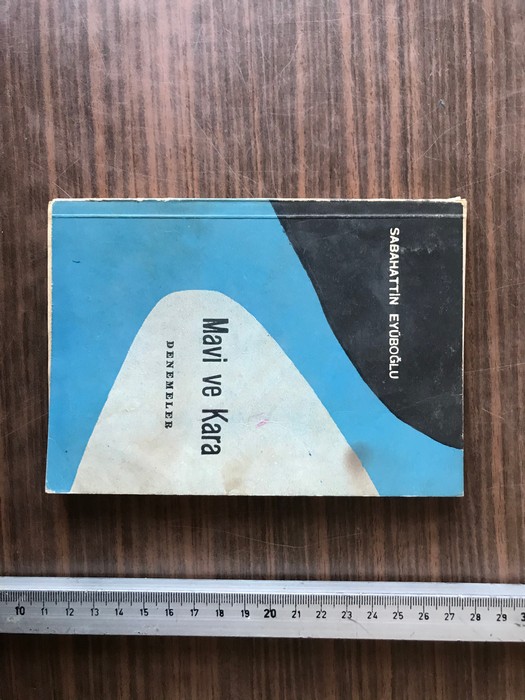 SABAHATTİN EYÜBOĞLU
Mavi ve Kara
DENEMELER
10 11 12 13 14 15 16 17 18 19 20 21 22 23 24 25 26 27 28 29